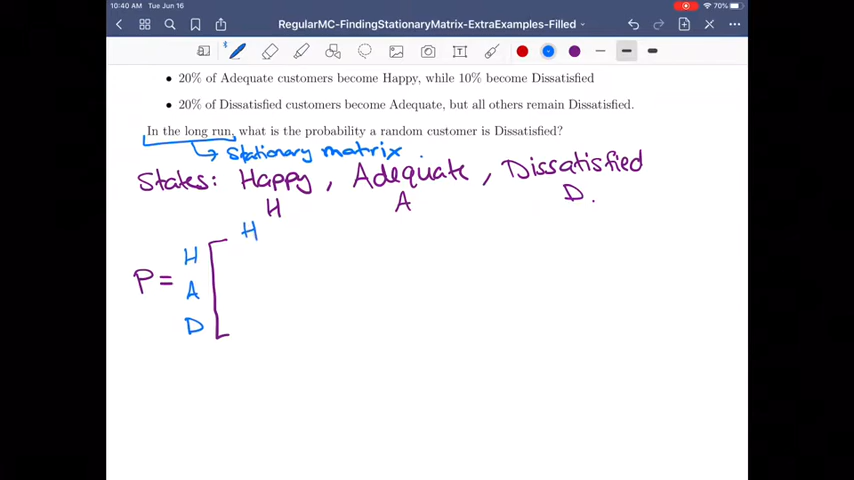 10:40 AM Tue Jun 16
70%
RegularMC-FindingStationaryMatrix-ExtraExamples-Filled
• 20% of Adequate customers become Happy, while 10% become Dissatisfied
• 20% of Dissatisfied customers become Adequate, but all others remain Dissatisfied.
In the long run, what is the probability a random customer is Dissatisfied?
→ Stationary matrix.
States: Happy, Adequate, Dissatisfied
H A D.
H
H
P = A
D